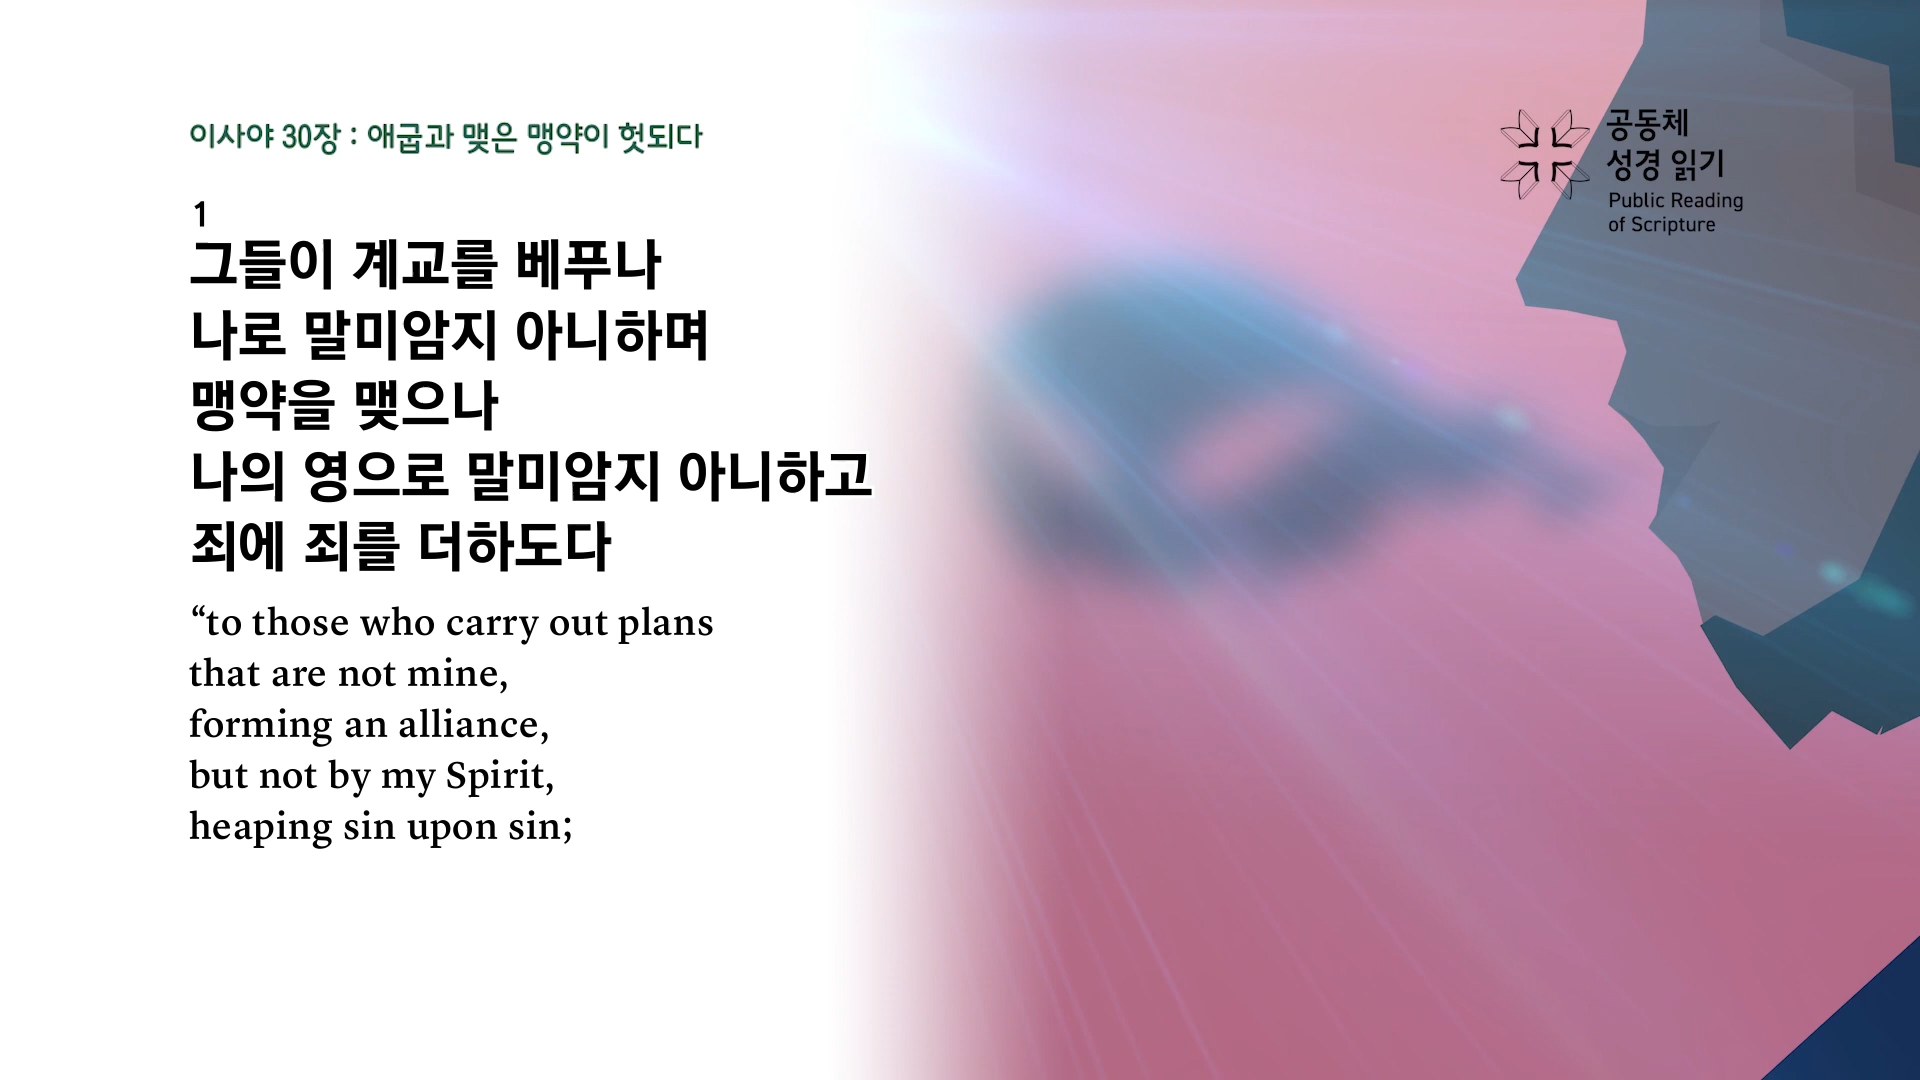 이사야 30장 : 애굽과 맺은 맹약이 헛되다
공동체
성경 읽기
Public Reading
of Scripture
1
그들이 계교를 베푸나
나로 말미암지 아니하며
맹약을 맺으나
나의 영으로 말미암지 아니하고
죄에 죄를 더하도다
“to those who carry out plans
that are not mine,
forming an alliance,
but not by my Spirit,
heaping sin upon sin;